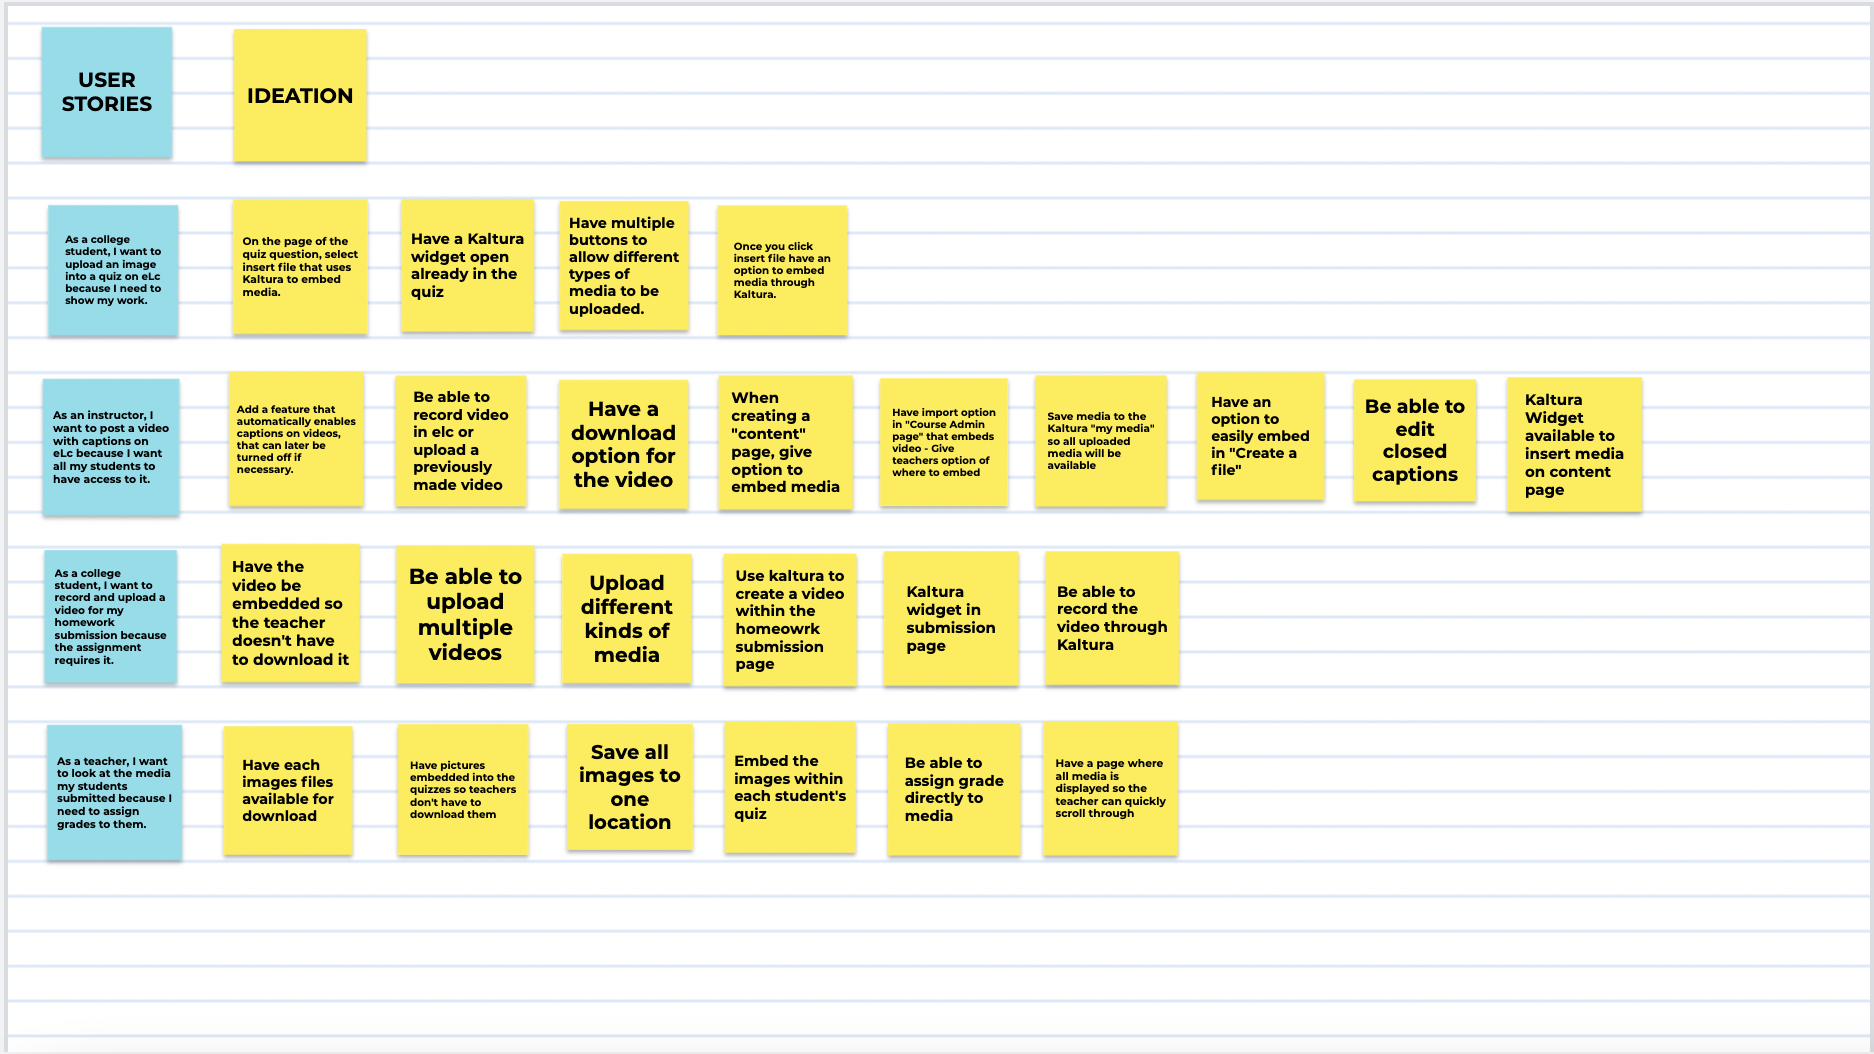 USER
STORIES
IDEATION
As a college
student, I want to
upload an image
into a quiz on eLc
because I need to
show my work.
On the page of the
quiz question, select
insert file that uses
Kaltura to embed
media.
Have a Kaltura
widget open
already in the
quiz
Have multiple
buttons to
allow different
types of
media to be
uploaded.
Once you click
insert file have an
option to embed
media through
Kaltura.
As an instructor, I
want to post a video
with captions on
eLc because I want
all my students to
have access to it.
Add a feature that
automatically enables
captions on videos,
that can later be
turned off if
necessary.
Be able to
record video
in elc or
upload a
previously
made video
Have a
download
option for
the video
When
creating a
"content"
page, give
option to
embed media
Have import option
in "Course Admin
page" that embeds
video - Give
teachers option of
where to embed
Save media to the
Kaltura "my media"
so all uploaded
media will be
available
Have an
option to
easily embed
in "Create a
file"
Be able to
edit
closed
captions
Kaltura
Widget
available to
insert media
on content
page
As a college
student, I want to
record and upload a
video for my
homework
submission because
the assignment
requires it.
Have the
video be
embedded so
the teacher
doesn't have
to download it
Be able to
upload
multiple
videos
Upload
different
kinds of
media
Use kaltura to
create a video
within the
homeowrk
submission
page
Kaltura
widget in
submission
page
Be able to
record the
video through
Kaltura
As a teacher, I want
to look at the media
my students
submitted because I
need to assign
grades to them.
Have each
images files
available for
download
Have pictures
embedded into the
quizzes so teachers
don't have to
download them
Save all
images to
one
location
Embed the
images within
each student's
quiz
Be able to
assign grade
directly to
media
Have a page where
all media is
displayed so the
teacher can quickly
scroll through